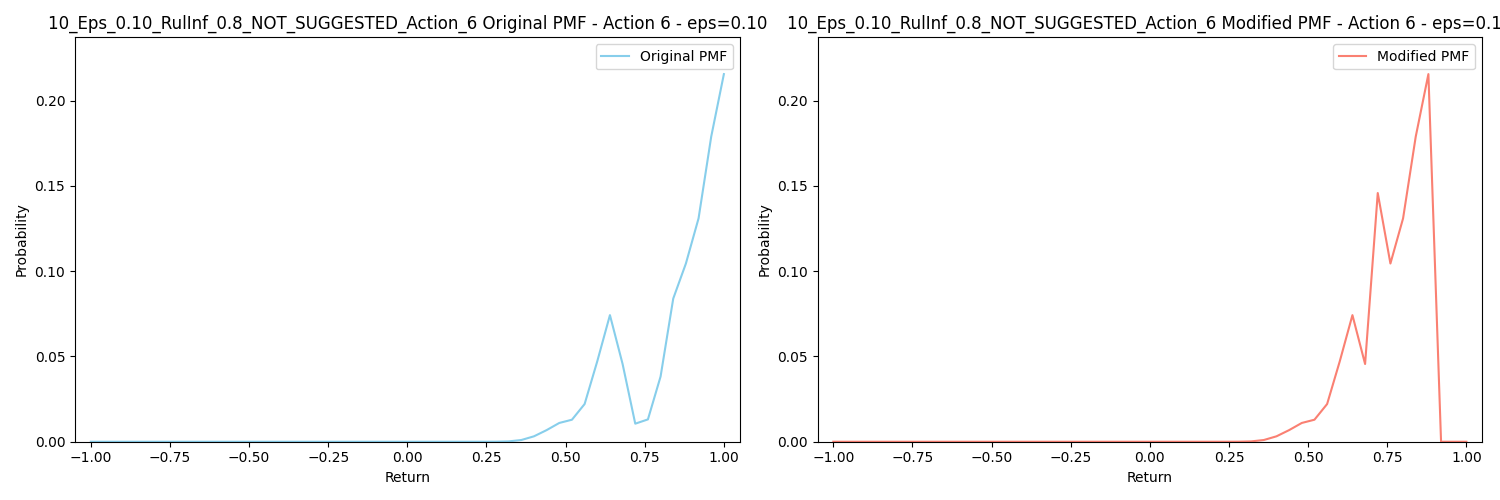 10_Eps_0.10_RulInf_0.8_NOT_SUGGESTED_Action_6 Original PMF - Action 6 - eps=0.10
Original PMF
Probability
0.20
0.15
0.10
0.05
0.00
−1.00 −0.75 −0.50 −0.25 0.00 0.25 0.50 0.75 1.00
Return
10_Eps_0.10_RulInf_0.8_NOT_SUGGESTED_Action_6 Modified PMF - Action 6 - eps=0.1
Modified PMF
Probability
0.20
0.15
0.10
0.05
0.00
−1.00 −0.75 −0.50 −0.25 0.00 0.25 0.50 0.75 1.00
Return